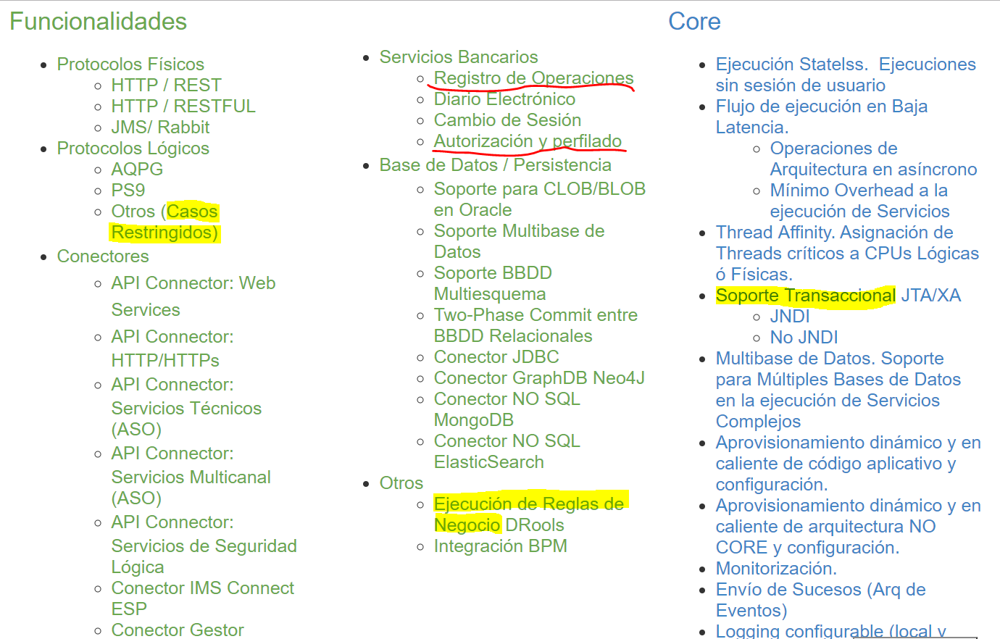 Funcionalidades
Protocolos Físicos
HTTP / REST
HTTP / RESTFUL
JMS/ Rabbit
Protocolos Lógicos
AQPG
PS9
Otros (Casos
Restringidos)
Conectores
API Connector: Web
Services
API Connector:
HTTP/HTTPs
API Connector:
Servicios Técnicos
(ASO)
API Connector:
Servicios Multicanal
(ASO)
API Connector:
Servicios de Seguridad
Lógica
Conector IMS Connect
ESP
Conector Gestor
Servicios Bancarios
Registro de Operaciones
Diario Electrónico
Cambio de Sesión
Autorización y perfilado
Base de Datos / Persistencia
Soporte para CLOB/BLOB
en Oracle
Soporte Multibase de
Datos
Soporte BBDD
Multiesquema
Two-Phase Commit entre
BBDD Relacionales
Conector JDBC
Conector GraphDB Neo4J
Conector NO SQL
MongoDB
Conector NO SQL
ElasticSearch
Otros
Ejecución de Reglas de
Negocio DRools
Integración BPM
Core
Ejecución Statelss.  Ejecuciones
sin sesión de usuario
Flujo de ejecución en Baja
Latencia.
Operaciones de
Arquitectura en asíncrono
Mínimo Overhead a la
ejecución de Servicios
Thread Affinity. Asignación de
Threads críticos a CPUs Lógicas
ó Físicas.
Soporte Transaccional JTA/XA
JNDI
No JNDI
Multibase de Datos. Soporte
para Múltiples Bases de Datos
en la ejecución de Servicios
Complejos
Aprovisionamiento dinámico y en
caliente de código aplicativo y
configuración.
Aprovisionamiento dinámico y en
caliente de arquitectura NO
CORE y configuración.
Monitorización.
Envío de Sucesos (Arq de
Eventos)
Logging configurable (local y